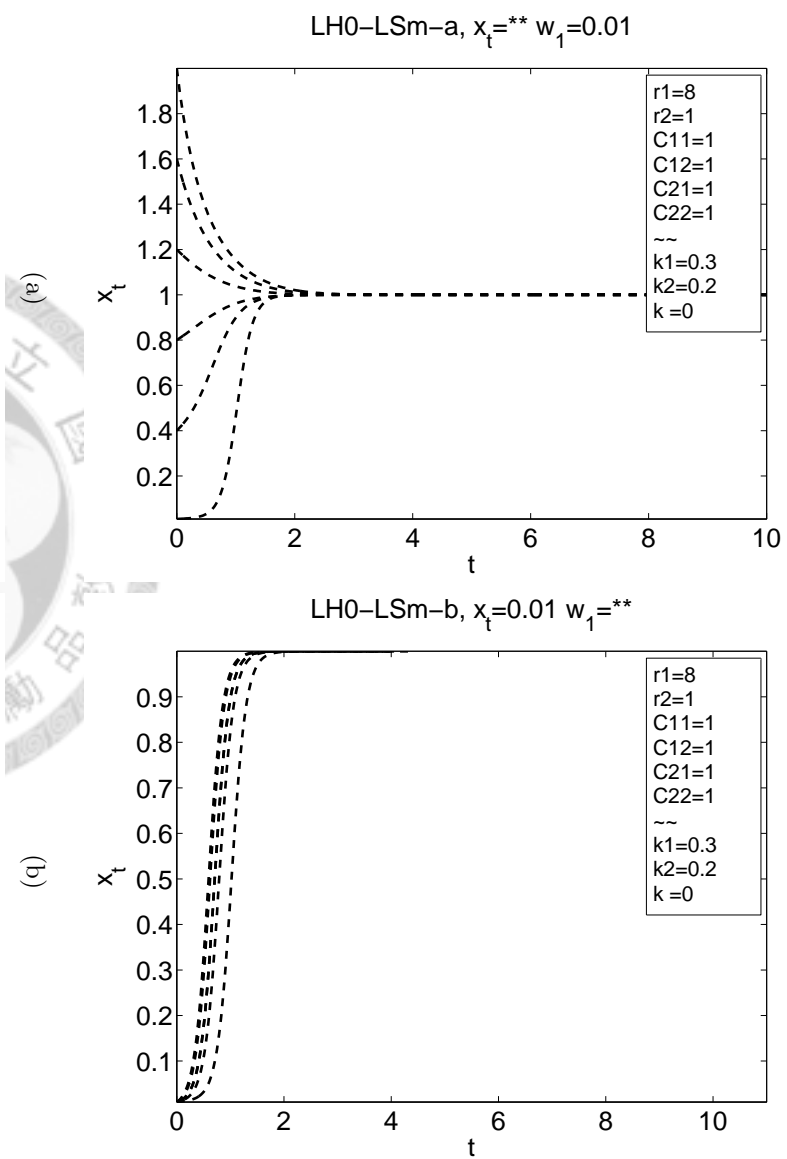 LH0−LSm−a, x_t=** w_1=0.01
(a)
x_t
1.8
1.6
1.4
1.2
1
0.8
0.6
0.4
0.2
0 2 4 6 8 10
t
r1=8
r2=1
C11=1
C12=1
C21=1
C22=1
~~
k1=0.3
k2=0.2
k =0
立
國
LH0−LSm−b, x_t=0.01 w_1=**
(b)
x_t
0.9
0.8
0.7
0.6
0.5
0.4
0.3
0.2
0.1
0 2 4 6 8 10
t
r1=8
r2=1
C11=1
C12=1
C21=1
C22=1
~~
k1=0.3
k2=0.2
k =0